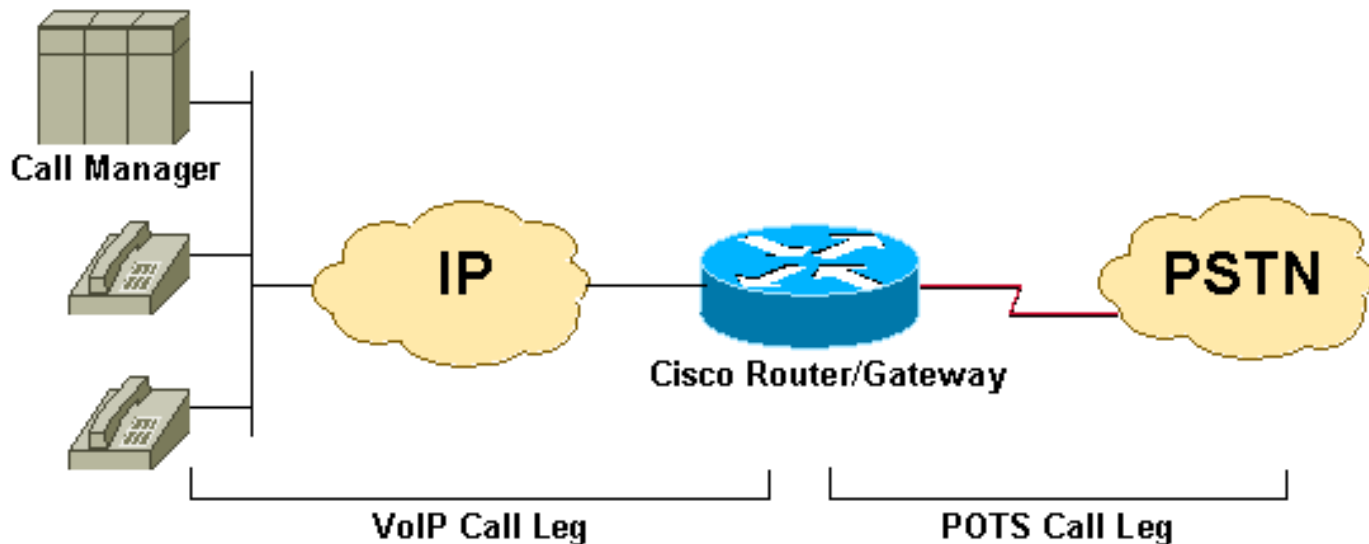 Call Manager
IP
PSTN
Cisco Router/Gateway
VoIP Call Leg
POTS Call Leg